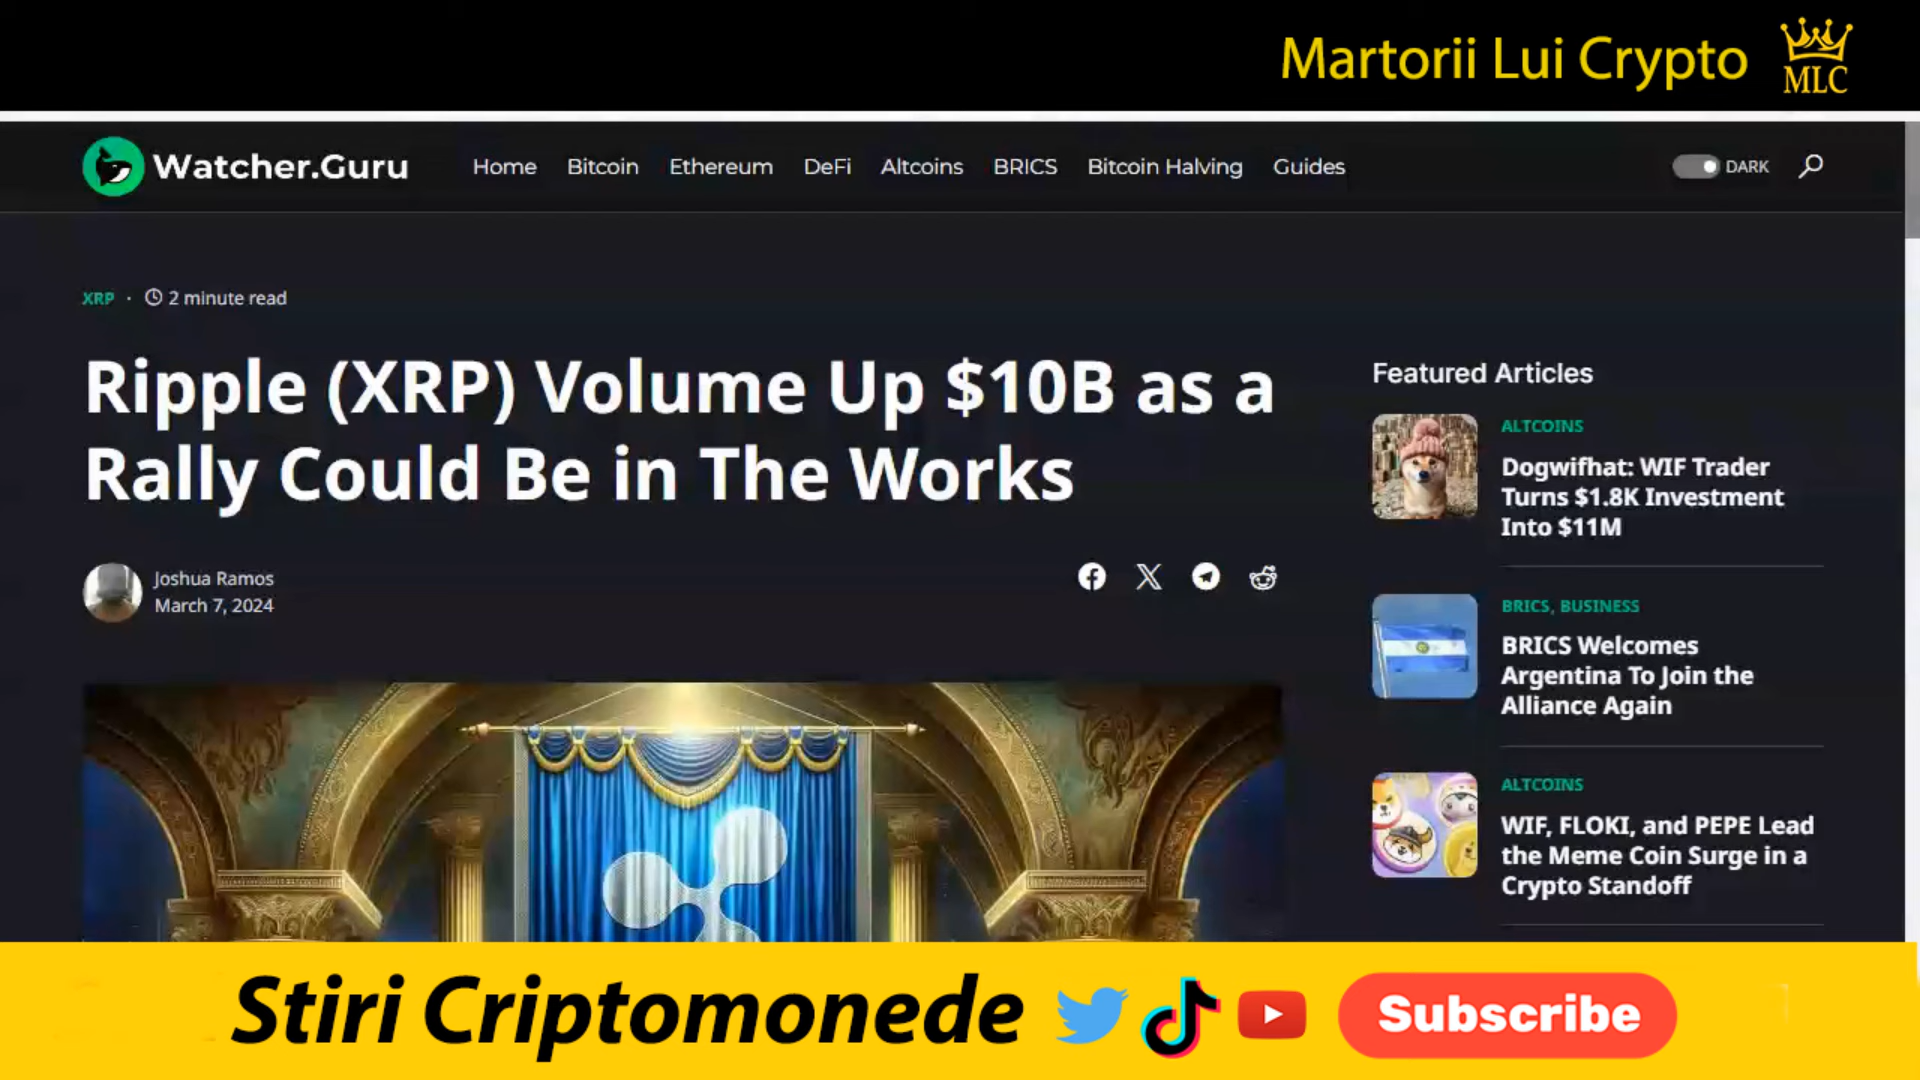 Martorii Lui Crypto
MLC
Watcher.Guru
Home Bitcoin Ethereum DeFi Altcoins BRICS Bitcoin Halving Guides
DARK
XRP · 2 minute read
Ripple (XRP) Volume Up $10B as a
Rally Could Be in The Works
Joshua Ramos
March 7, 2024
Featured Articles
ALTCOINS
Dogwifhat: WIF Trader
Turns $1.8K Investment
Into $11M
BRICS, BUSINESS
BRICS Welcomes
Argentina To Join the
Alliance Again
ALTCOINS
WIF, FLOKI, and PEPE Lead
the Meme Coin Surge in a
Crypto Standoff
Stiri Criptomonede
Subscribe